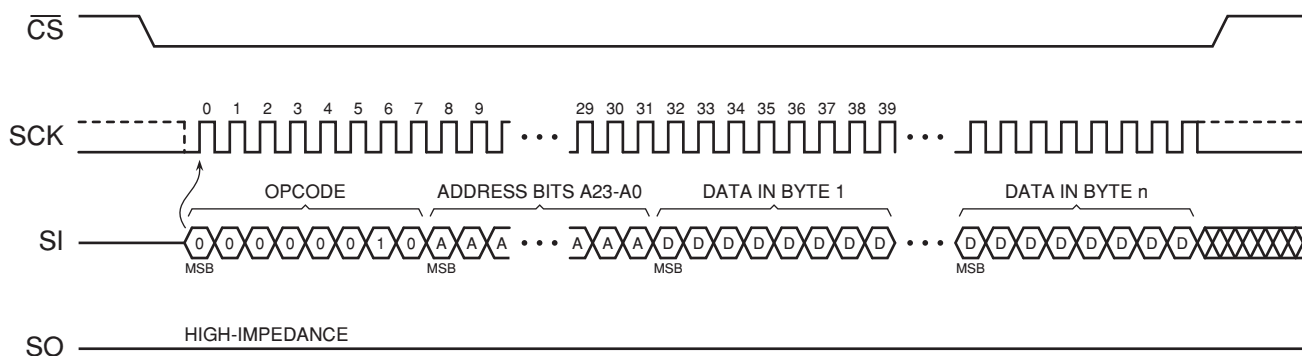 CS
0 1 2 3 4 5 6 7 8 9 29 30 31 32 33 34 35 36 37 38 39
SCK
OPCODE ADDRESS BITS A23-A0 DATA IN BYTE 1 DATA IN BYTE n
SI 0 0 0 0 0 0 1 0 A A A A A A D D D D D D D D D D D D D D D D
MSB MSB MSB MSB
HIGH-IMPEDANCE
SO